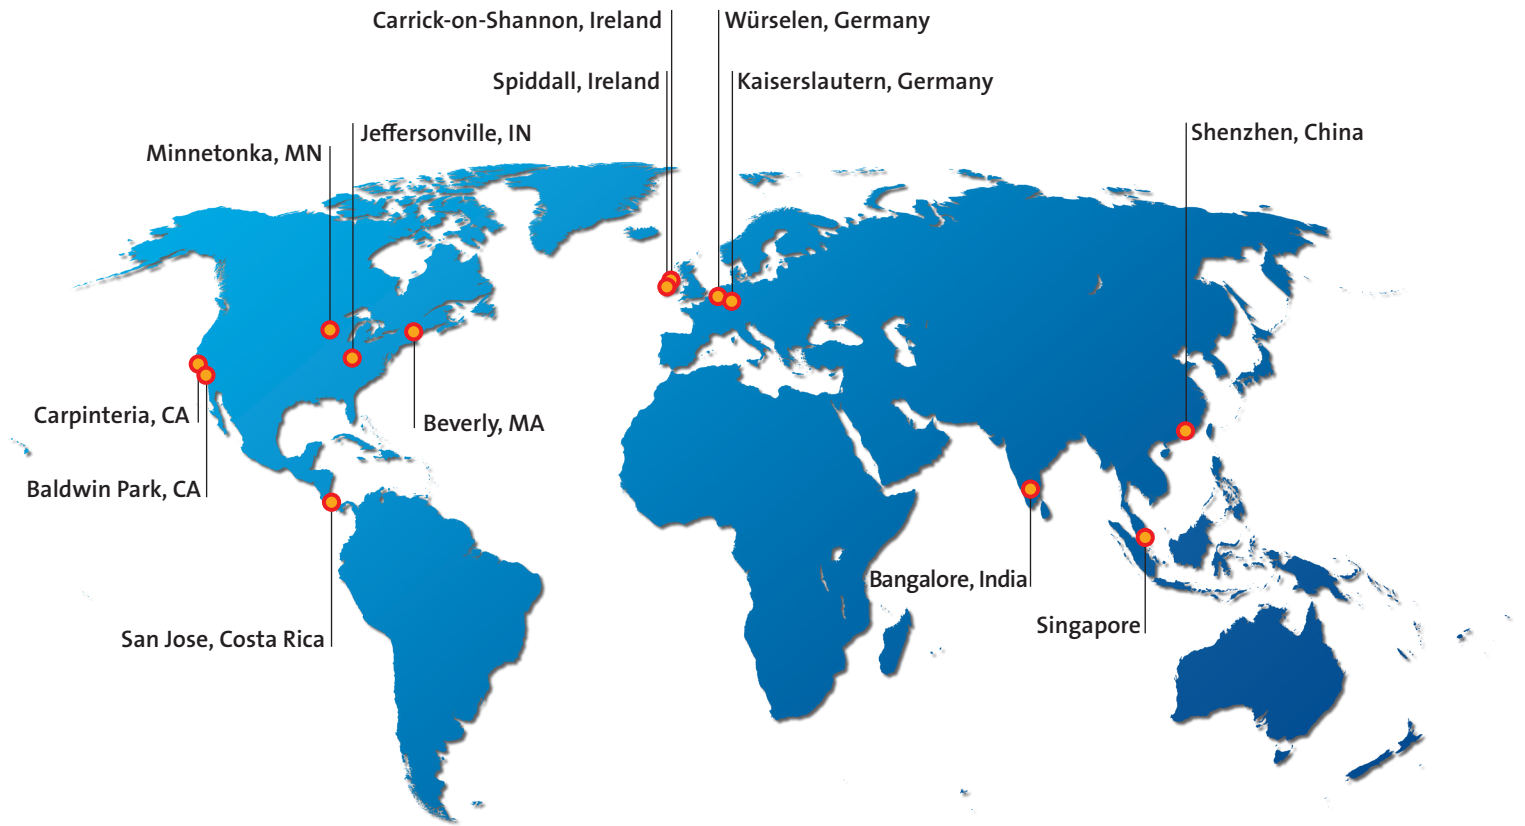 Carrick-on-Shannon, Ireland
Würselen, Germany
Spiddall, Ireland
Kaiserslautern, Germany
Jeffersonville, IN
Shenzhen, China
Minnetonka, MN
Carpinteria, CA
Beverly, MA
Baldwin Park, CA
Bangalore, India
Singapore
San Jose, Costa Rica